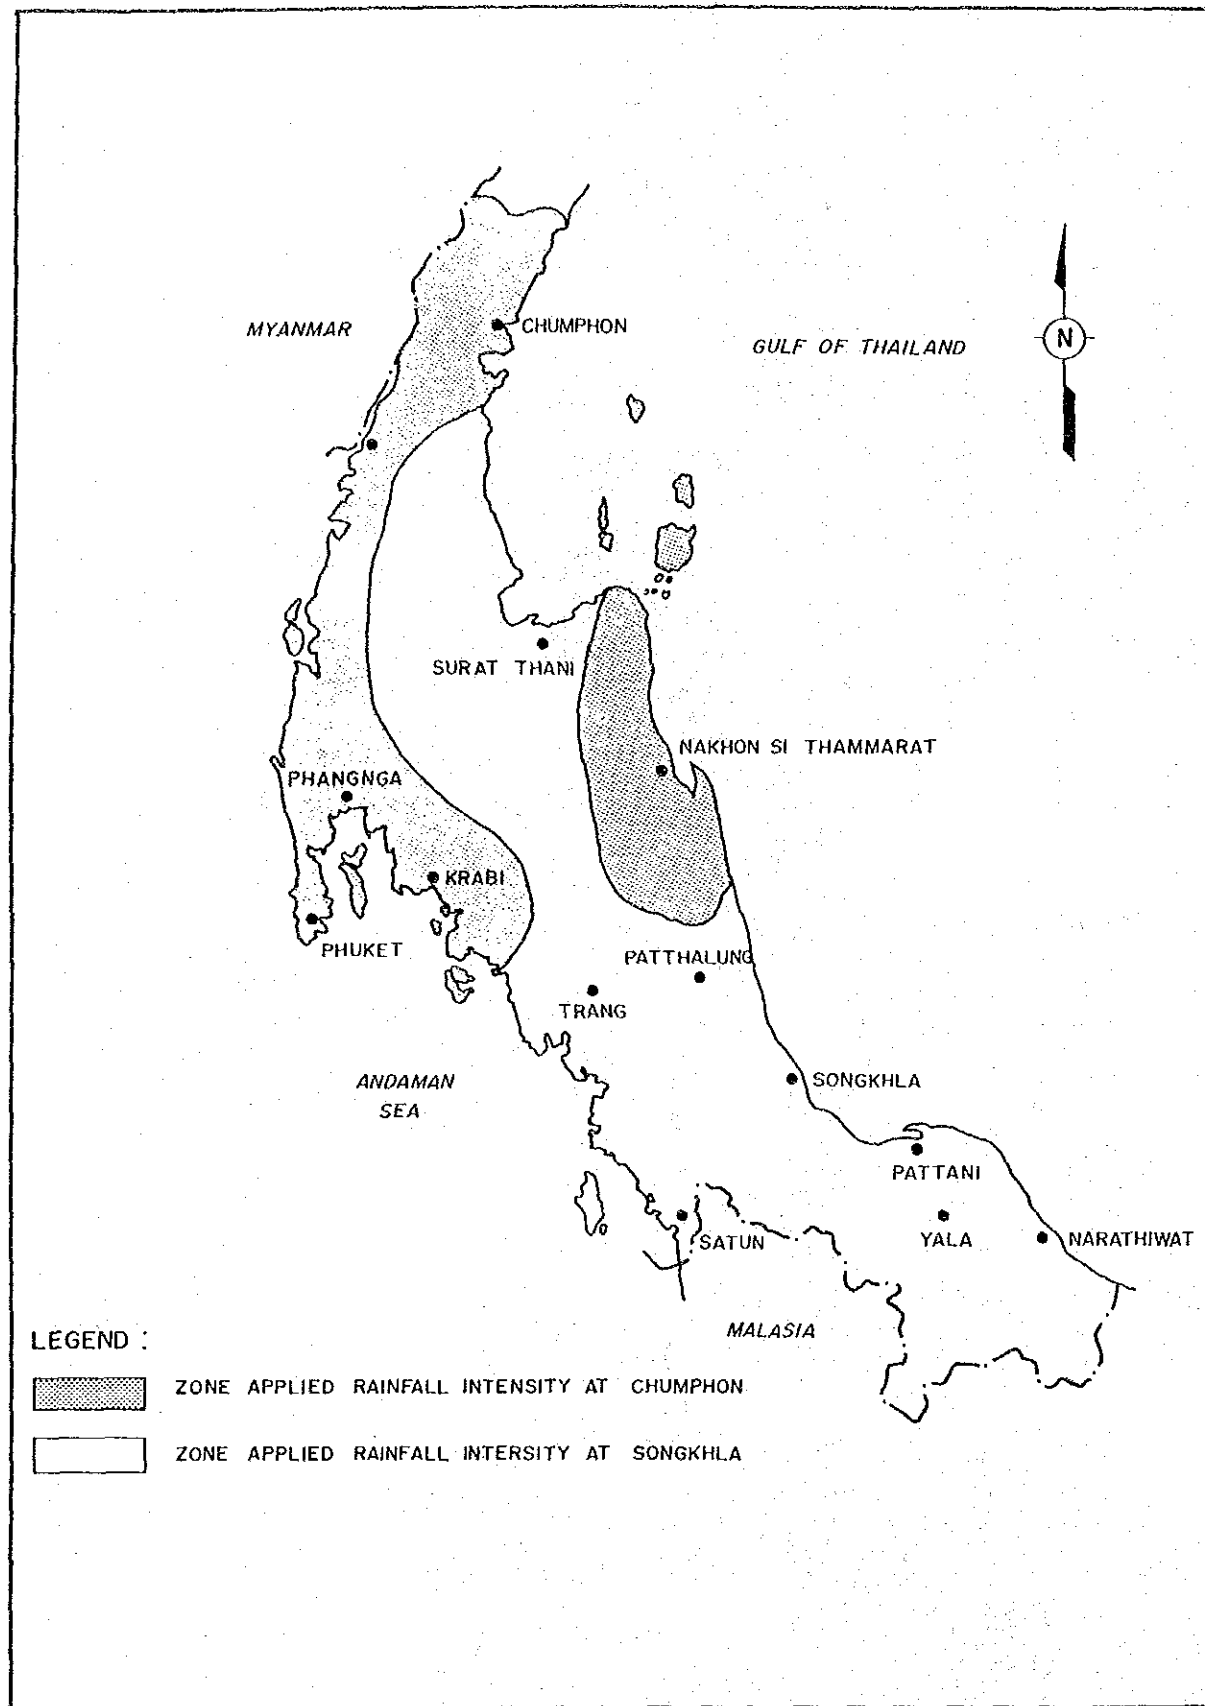 MYANMAR
CHUMPHON
GULF OF THAILAND
N
SURAT THANI
NAKHON SI THAMMARAT
PHANGNGA
KRABI
PHUKET
PATTHALUNG
TRANG
ANDAMAN
SEA
SONGKHLA
PATTANI
SATUN
YALA
NARATHIWAT
MALASIA
LEGEND :
ZONE APPLIED RAINFALL INTENSITY AT CHUMPHON
ZONE APPLIED RAINFALL INTERSITY AT SONGKHLA